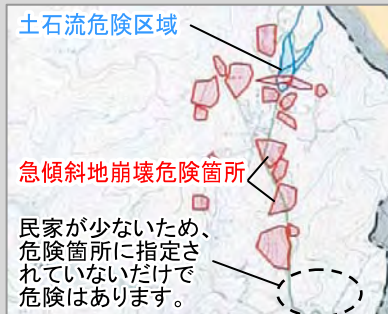 土石流危険区域
急傾斜地崩壊危険箇所
民家が少ないため、
危険箇所に指定さ
れていないだけで
危険はあります。